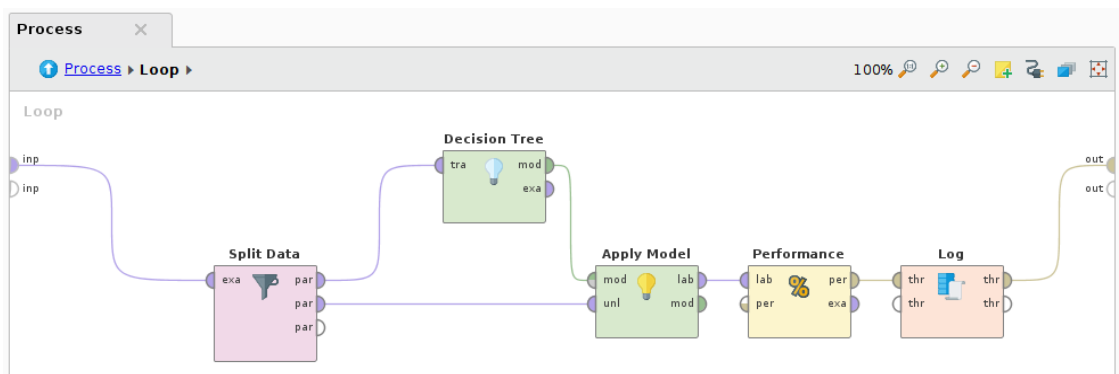 Process
Process Loop
100%
Loop
inp
inp
out
out
Decision Tree
tra mod
exa
Split Data
exa par
par
par
Apply Model
mod lab
unl mod
Performance
lab per
per exa
%
Log
thr thr
thr thr